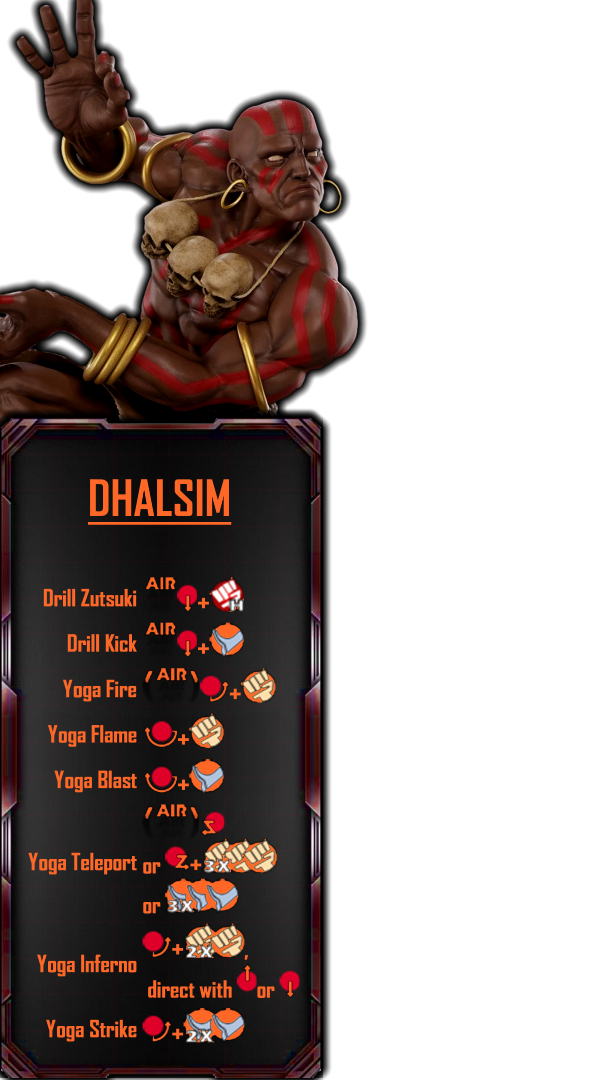 DHALSIM
AIR
Drill Zutsuki + H
AIR
Drill Kick +
( AIR )
Yoga Fire +
Yoga Flame +
Yoga Blast +
( AIR )
Yoga Teleport or + 3X
or 3X
Yoga Inferno + 2X,
direct with or
Yoga Strike + 2X